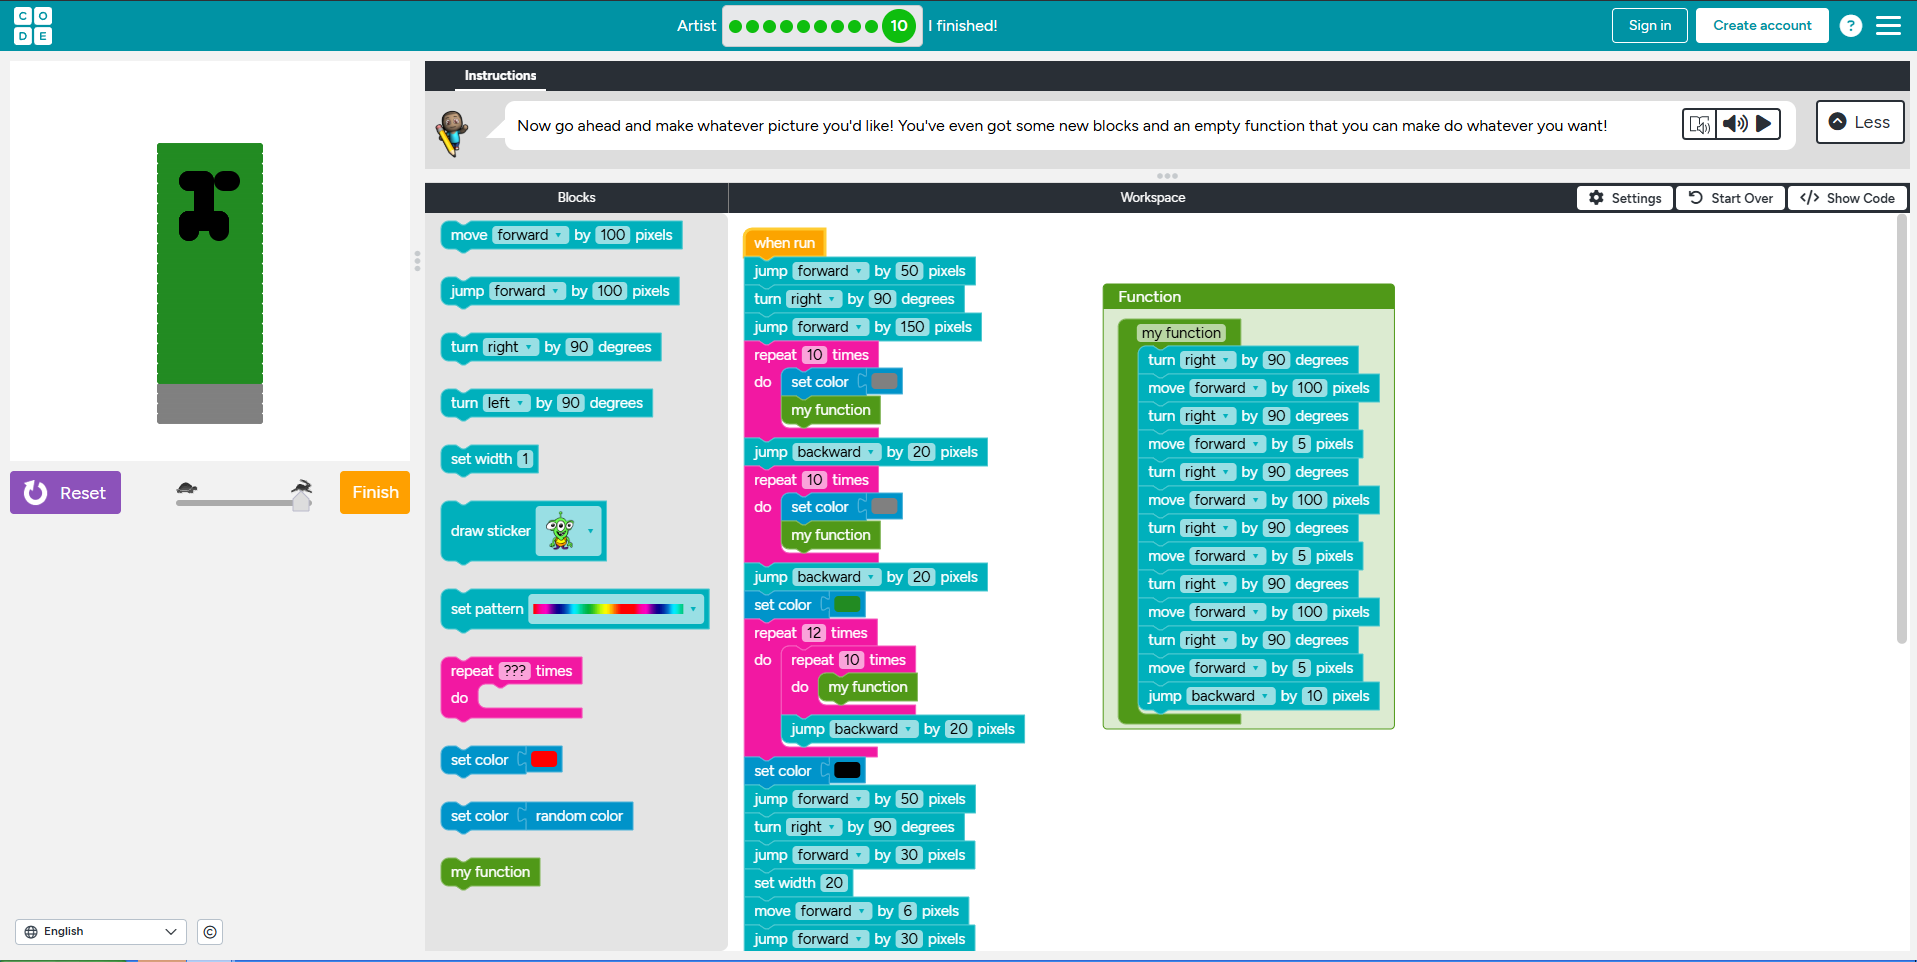 C O
D E
Artist
10
I finished!
Sign in
Create account
?
Instructions
Now go ahead and make whatever picture you'd like! You've even got some new blocks and an empty function that you can make do whatever you want!
Less
Blocks
Workspace
Settings
Start Over
Show Code
Reset
Finish
English
©
move forward by 100 pixels
jump forward by 100 pixels
turn right by 90 degrees
turn left by 90 degrees
set width 1
draw sticker
set pattern
repeat ??? times
do
set color
set color random color
my function
when run
jump forward by 50 pixels
turn right by 90 degrees
jump forward by 150 pixels
repeat 10 times
do set color
my function
jump backward by 20 pixels
repeat 10 times
do set color
my function
jump backward by 20 pixels
set color
repeat 12 times
do repeat 10 times
do my function
jump backward by 20 pixels
set color
jump forward by 50 pixels
turn right by 90 degrees
jump forward by 30 pixels
set width 20
move forward by 6 pixels
jump forward by 30 pixels
Function
my function
turn right by 90 degrees
move forward by 100 pixels
turn right by 90 degrees
move forward by 5 pixels
turn right by 90 degrees
move forward by 100 pixels
turn right by 90 degrees
move forward by 5 pixels
turn right by 90 degrees
move forward by 100 pixels
turn right by 90 degrees
move forward by 5 pixels
jump backward by 10 pixels